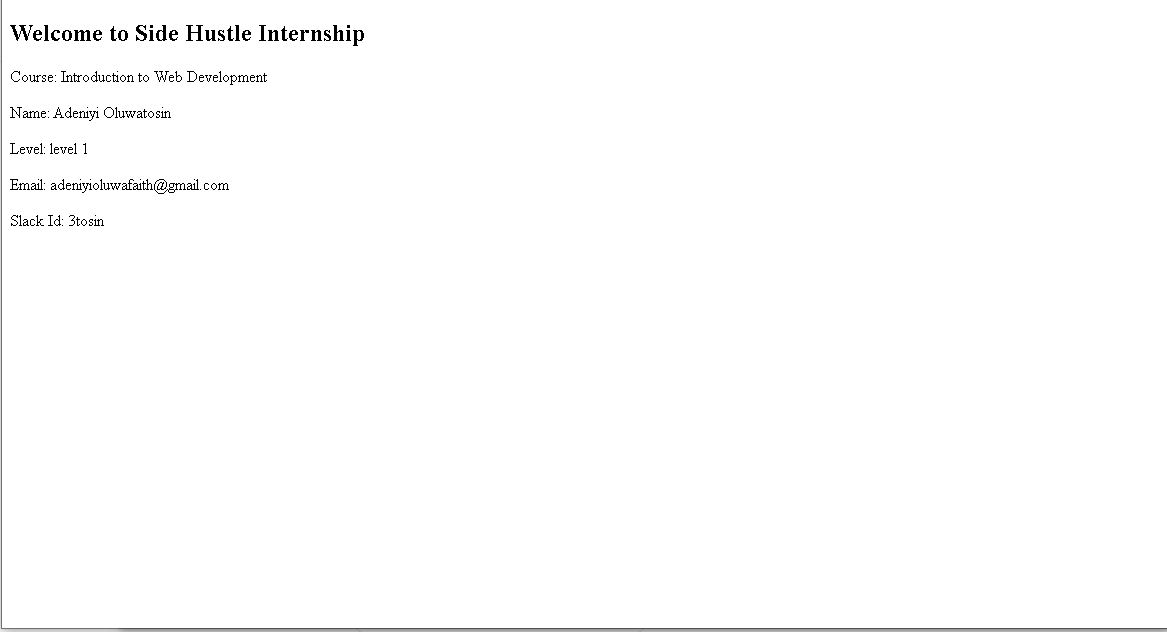 Welcome to Side Hustle Internship
Course: Introduction to Web Development
Name: Adeniyi Oluwatosin
Level: level 1
Email: adeniyioluwafaith@gmail.com
Slack Id: 3tosin